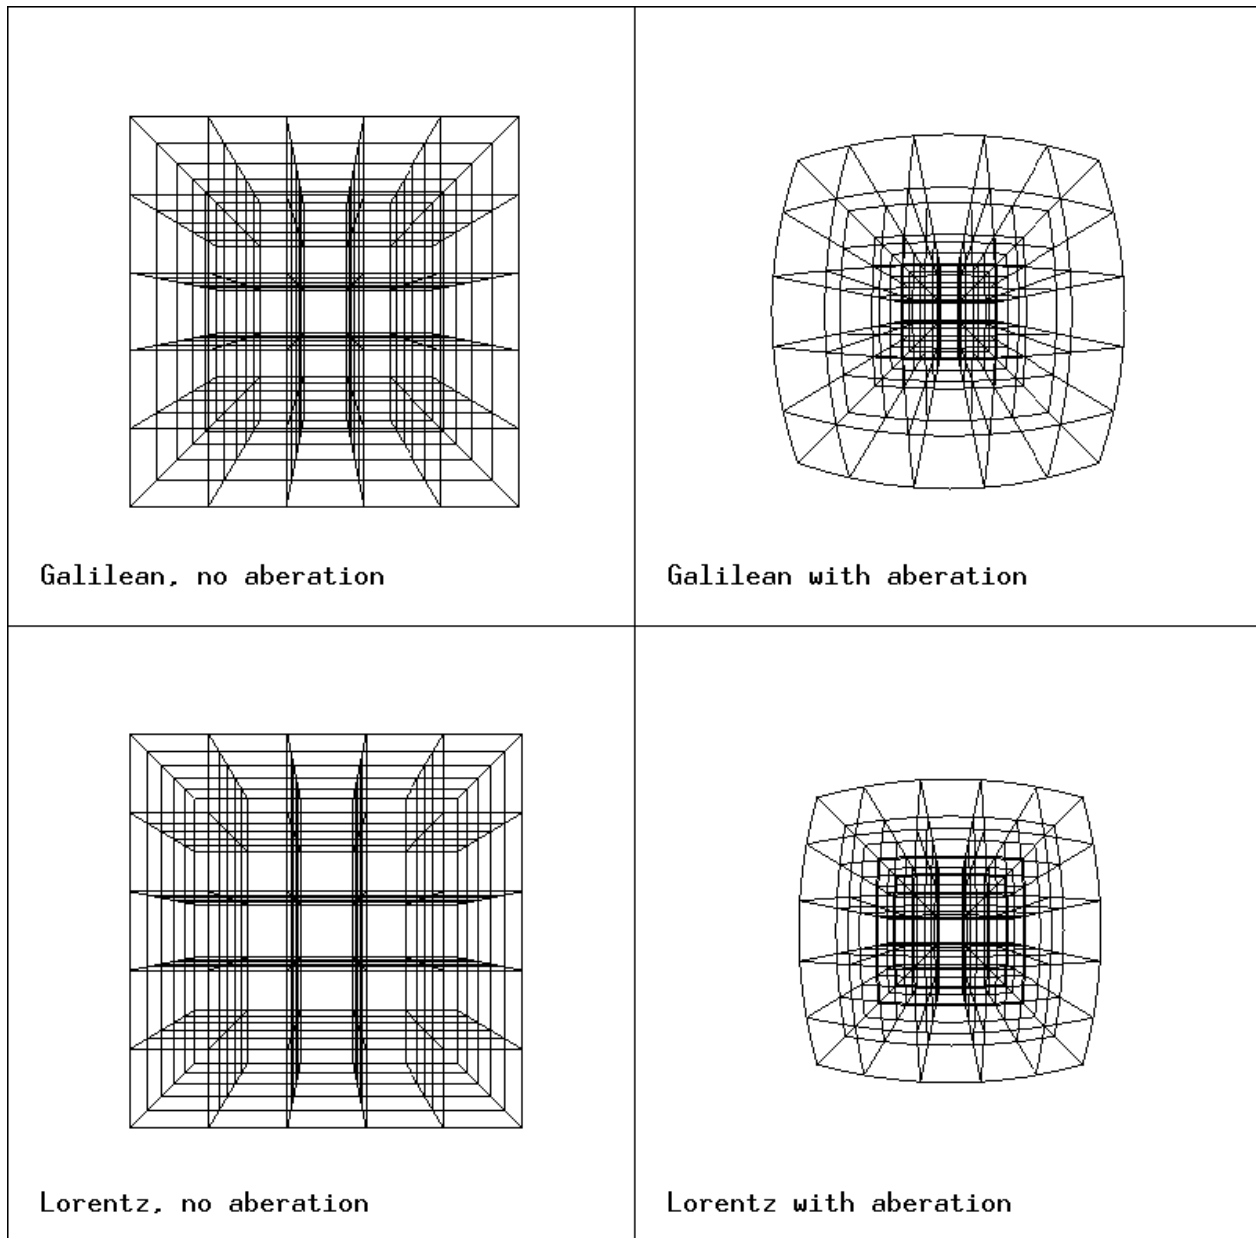 Galilean, no aberation
Galilean with aberation
Lorentz, no aberation
Lorentz with aberation